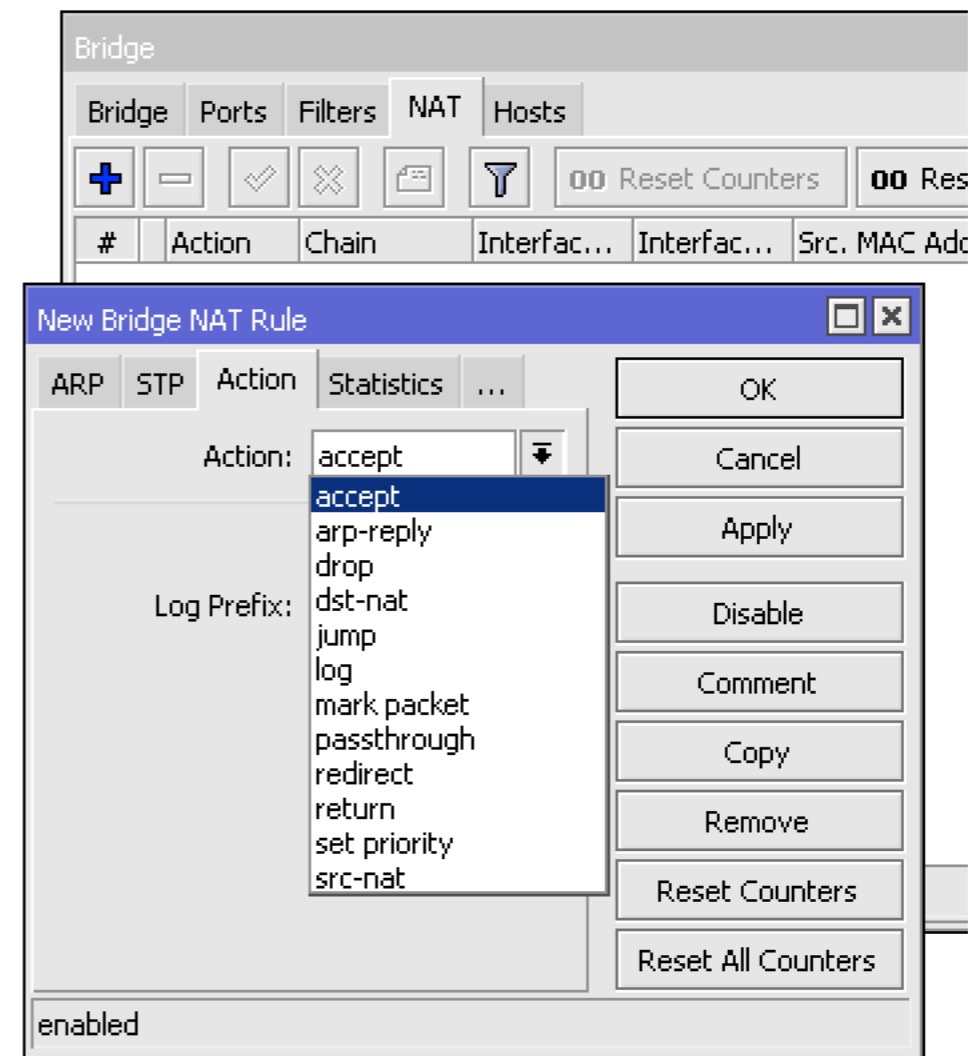 Bridge
Bridge Ports Filters NAT Hosts
00 Reset Counters 00 Res
# Action Chain Interfac... Interfac... Src. MAC Add
New Bridge NAT Rule
ARP STP Action Statistics ...
OK
Action: accept
Cancel
accept
arp-reply
drop
dst-nat
jump
log
mark packet
passthrough
redirect
return
set priority
src-nat
Log Prefix:
Apply
Disable
Comment
Copy
Remove
Reset Counters
Reset All Counters
enabled